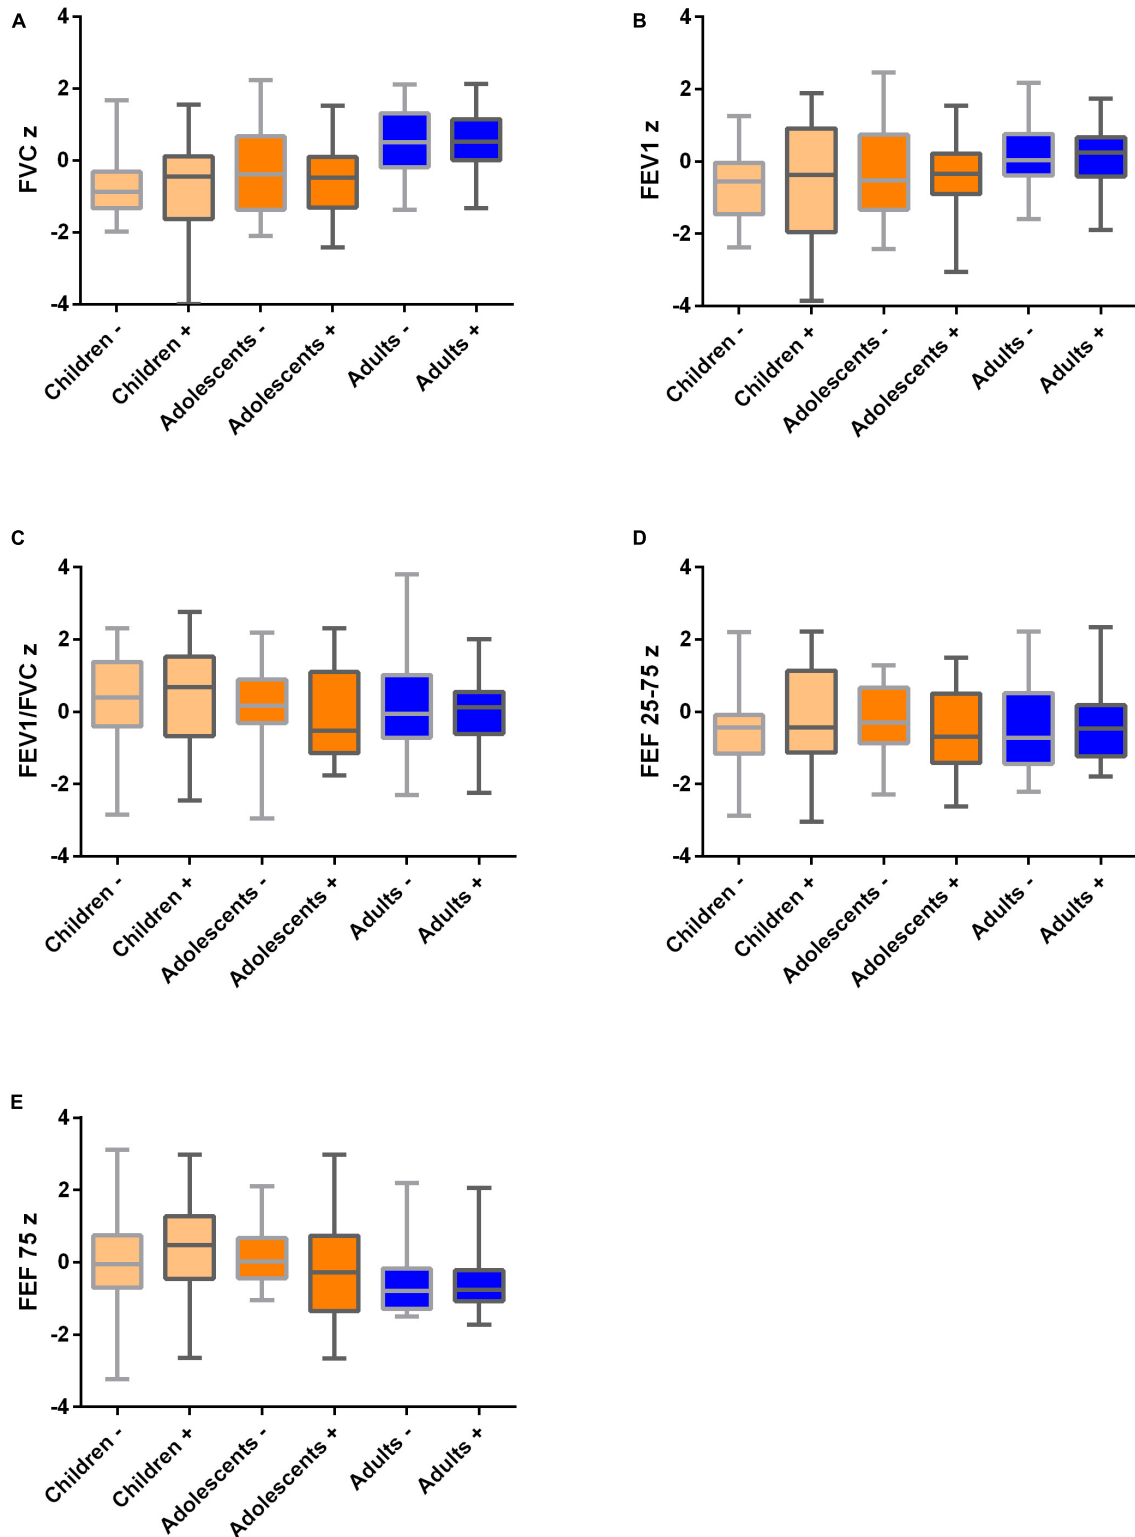 A
FVC z
4
2
0
-2
-4
Children -
Children +
Adolescents -
Adolescents +
Adults -
Adults +
B
FEV1 z
4
2
0
-2
-4
Children -
Children +
Adolescents -
Adolescents +
Adults -
Adults +
C
FEV1/FVC z
4
2
0
-2
-4
Children -
Children +
Adolescents -
Adolescents +
Adults -
Adults +
D
FEF 25-75 z
4
2
0
-2
-4
Children -
Children +
Adolescents -
Adolescents +
Adults -
Adults +
E
FEF 75 z
4
2
0
-2
-4
Children -
Children +
Adolescents -
Adolescents +
Adults -
Adults +